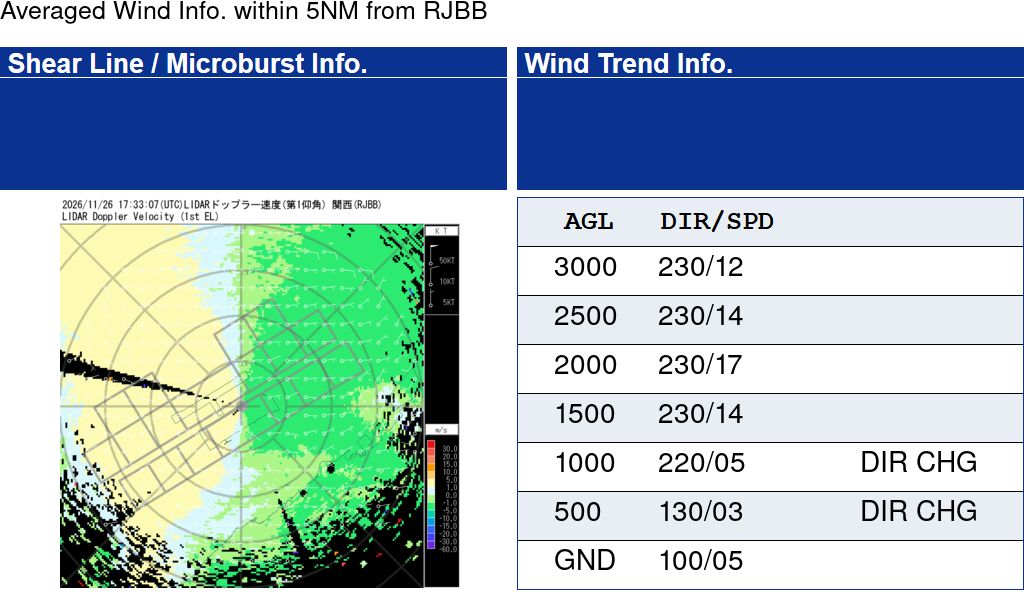 Averaged Wind Info. within 5NM from RJBB
Shear Line / Microburst Info.
Wind Trend Info.
2026/11/26 17:33:07(UTC)LIDARドップラー速度(第1仰角) 関西(RJBB)
LIDAR Doppler Velocity (1st EL)
KT
50KT
10KT
5KT
m/s
30.0
20.0
15.0
10.0
5.0
1.0
0.0
-1.0
-5.0
-10.0
-15.0
-20.0
-30.0
-60.0
AGL DIR/SPD
3000 230/12
2500 230/14
2000 230/17
1500 230/14
1000 220/05 DIR CHG
500 130/03 DIR CHG
GND 100/05